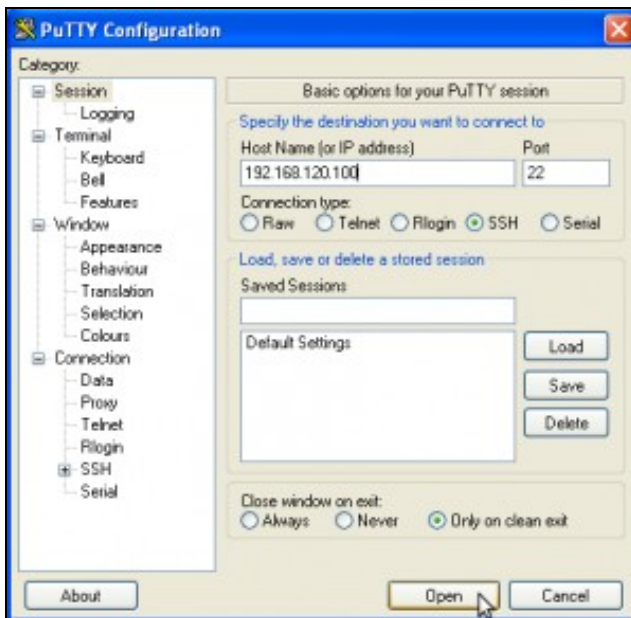 PuTTY Configuration
Category:
Session
Logging
Terminal
Keyboard
Bell
Features
Window
Appearance
Behaviour
Translation
Selection
Colours
Connection
Data
Proxy
Telnet
Rlogin
SSH
Serial
Basic options for your PuTTY session
Specify the destination you want to connect to
Host Name (or IP address) Port
192.168.120.100 22
Connection type:
Raw Telnet Rlogin SSH Serial
Load, save or delete a stored session
Saved Sessions
Default Settings
Load
Save
Delete
Close window on exit:
Always Never Only on clean exit
About Open Cancel